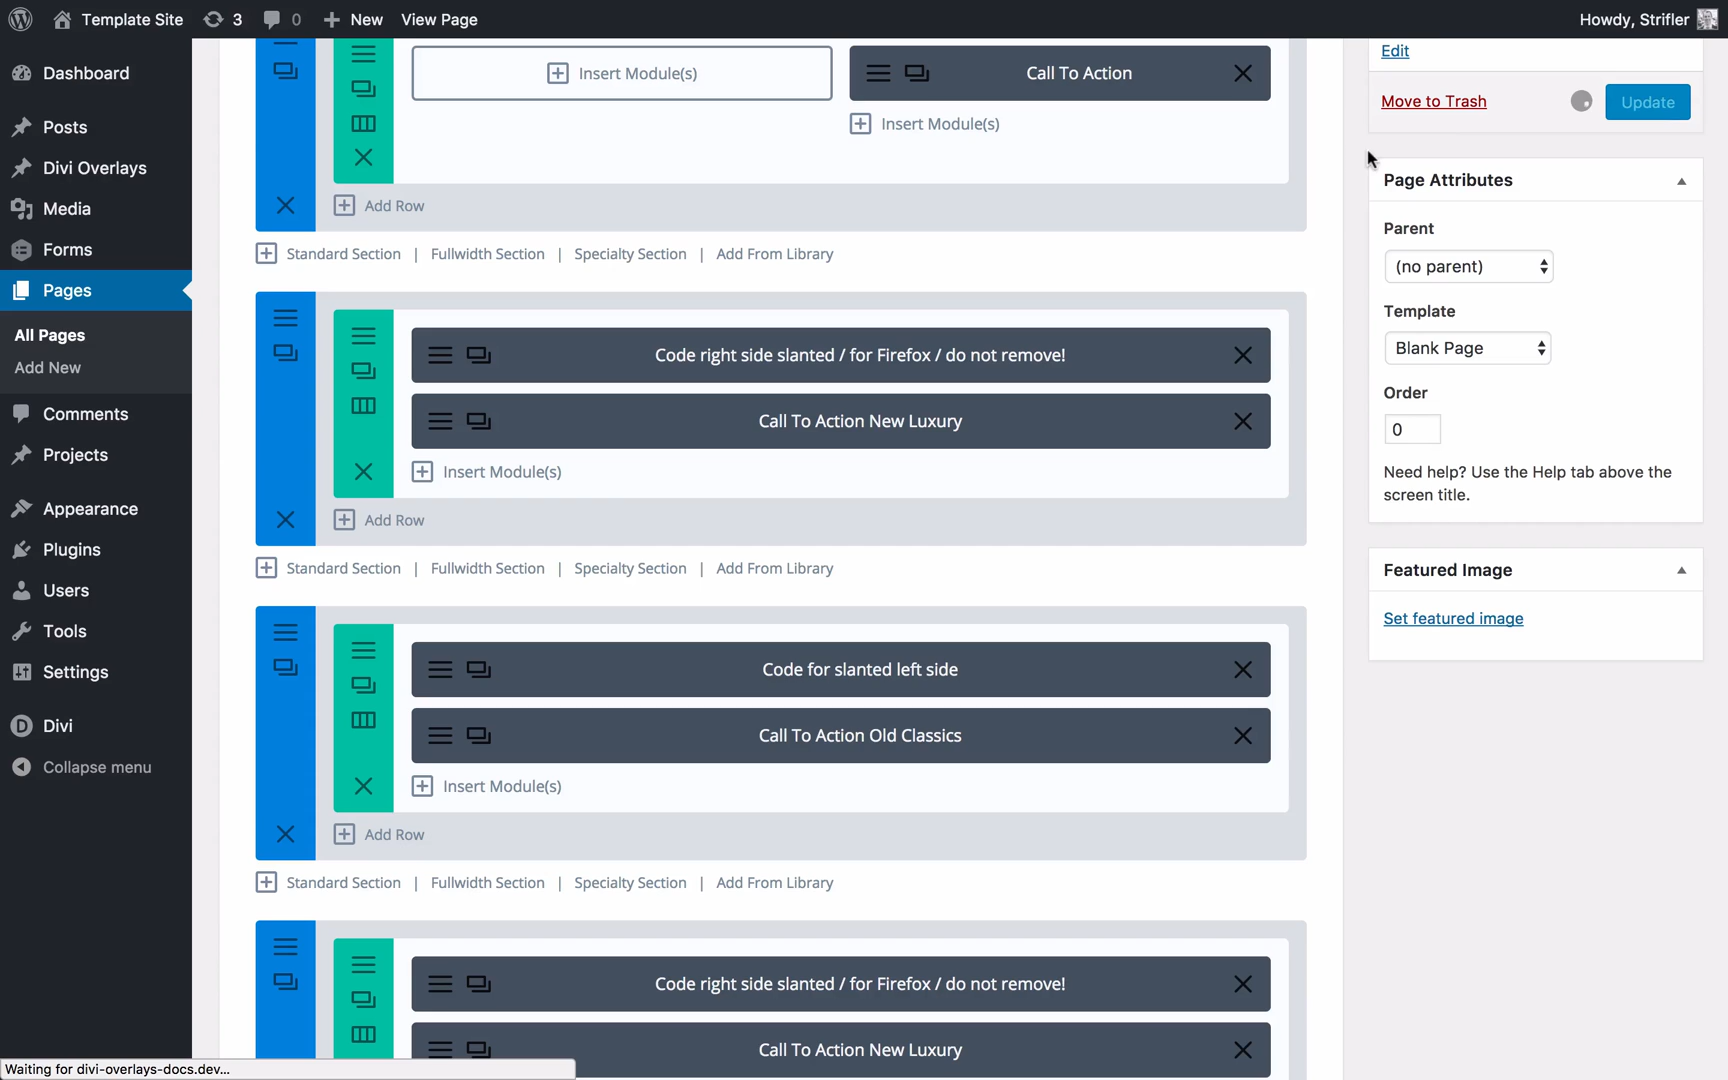 Template Site 3 0 New View Page Howdy, Strifler
Dashboard
Posts
Divi Overlays
Media
Forms
Pages
All Pages
Add New
Comments
Projects
Appearance
Plugins
Users
Tools
Settings
Divi
Collapse menu
Insert Module(s)
Call To Action
Insert Module(s)
Add Row
Standard Section | Fullwidth Section | Specialty Section | Add From Library
Code right side slanted / for Firefox / do not remove!
Call To Action New Luxury
Insert Module(s)
Add Row
Standard Section | Fullwidth Section | Specialty Section | Add From Library
Code for slanted left side
Call To Action Old Classics
Insert Module(s)
Add Row
Standard Section | Fullwidth Section | Specialty Section | Add From Library
Code right side slanted / for Firefox / do not remove!
Call To Action New Luxury
Edit
Move to Trash Update
Page Attributes
Parent
(no parent)
Template
Blank Page
Order
0
Need help? Use the Help tab above the
screen title.
Featured Image
Set featured image
Waiting for divi-overlays-docs.dev...